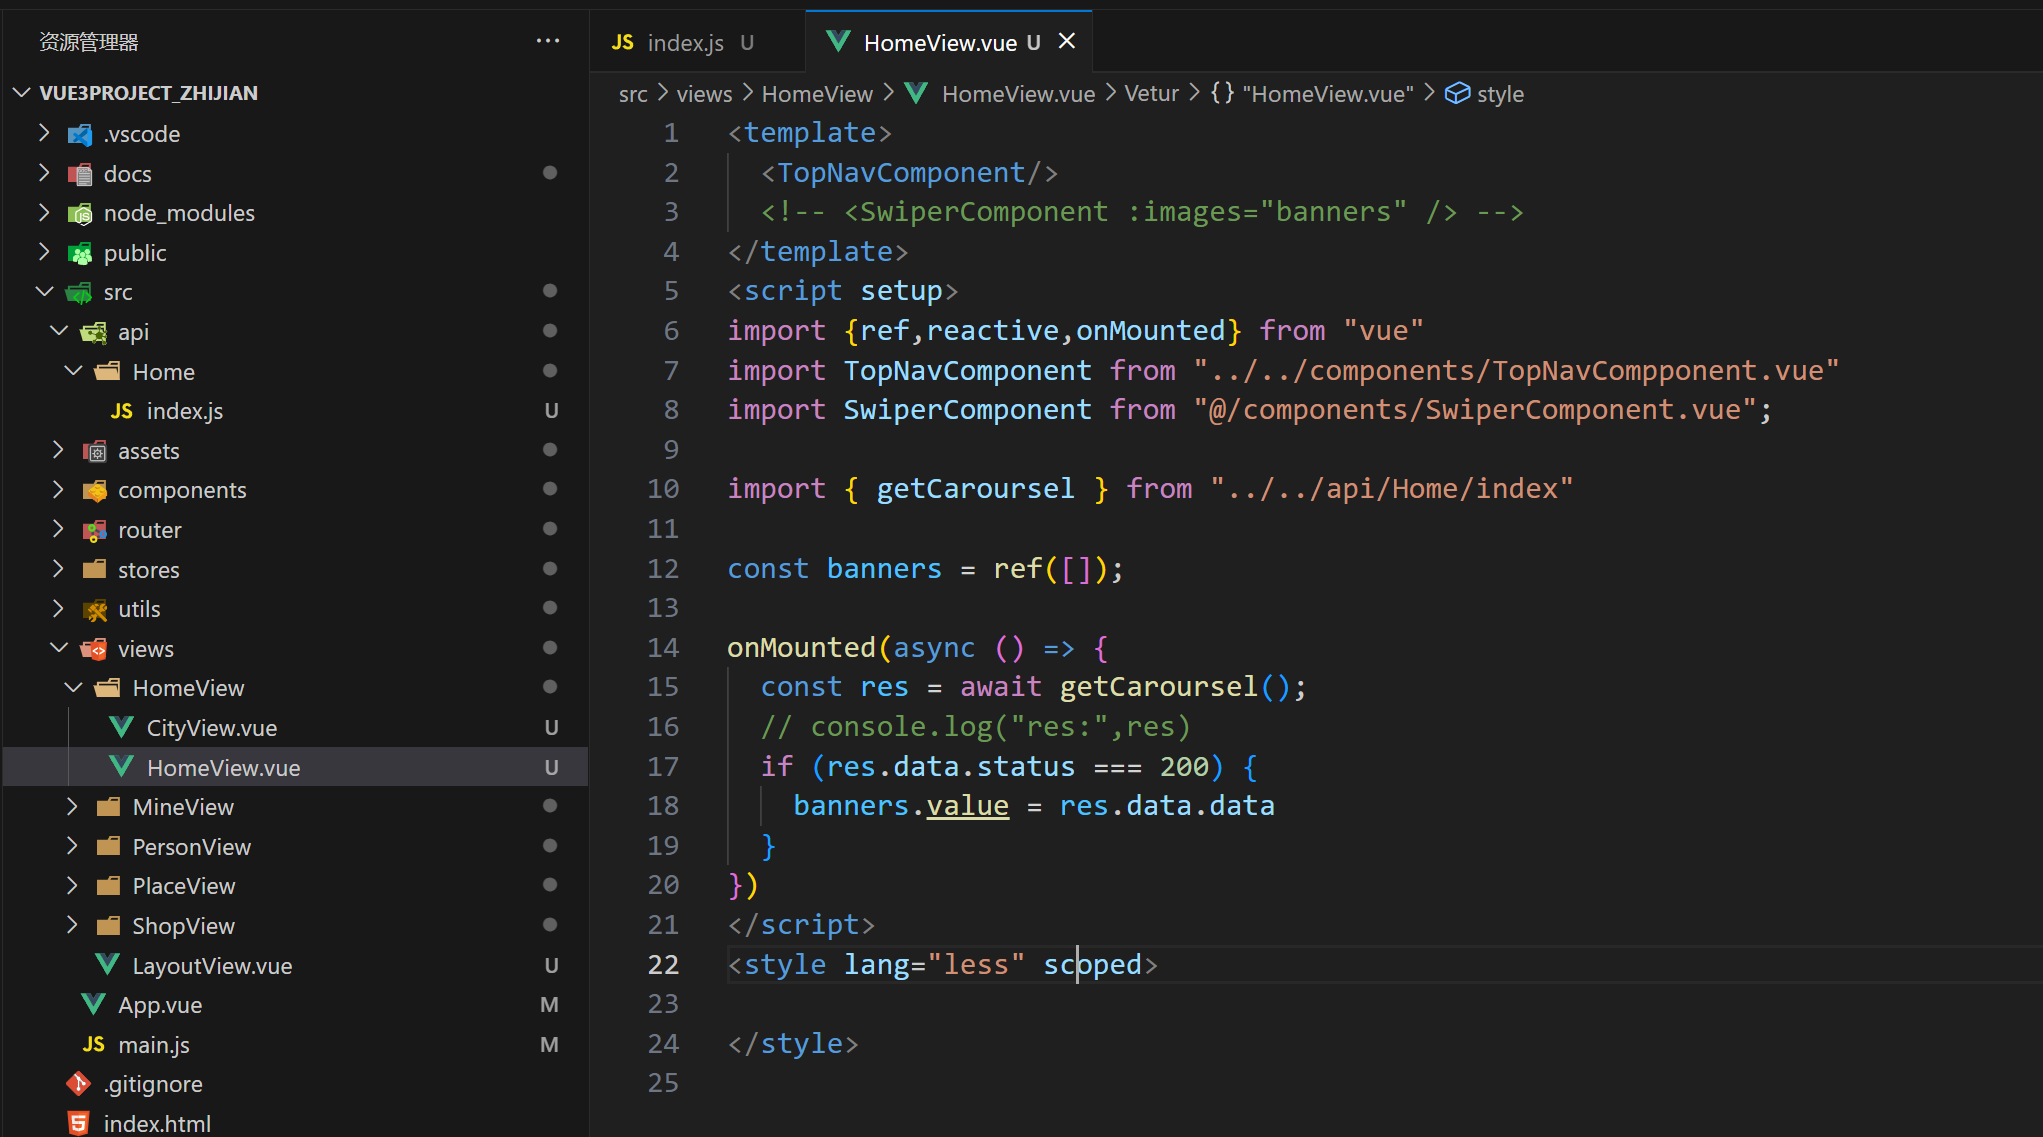 资源管理器
···
VUE3PROJECT_ZHIJIAN
.vscode
docs
node_modules
public
src
api
Home
JS index.js U
assets
components
router
stores
utils
views
HomeView
CityView.vue U
HomeView.vue U
MineView
PersonView
PlaceView
ShopView
LayoutView.vue U
App.vue M
JS main.js M
.gitignore
index.html
JS index.js U
HomeView.vue U
src > views > HomeView > HomeView.vue > Vetur > {} "HomeView.vue" > style
1 <template>
2   <TopNavComponent/>
3   <!-- <SwiperComponent :images="banners" /> -->
4 </template>
5 <script setup>
6 import {ref,reactive,onMounted} from "vue"
7 import TopNavComponent from "../../components/TopNavCompponent.vue"
8 import SwiperComponent from "@/components/SwiperComponent.vue";
9
10 import { getCaroursel } from "../../api/Home/index"
11
12 const banners = ref([]);
13
14 onMounted(async () => {
15   const res = await getCaroursel();
16   // console.log("res:",res)
17   if (res.data.status === 200) {
18     banners.value = res.data.data
19   }
20 })
21 </script>
22 <style lang="less" scoped>
23
24 </style>
25